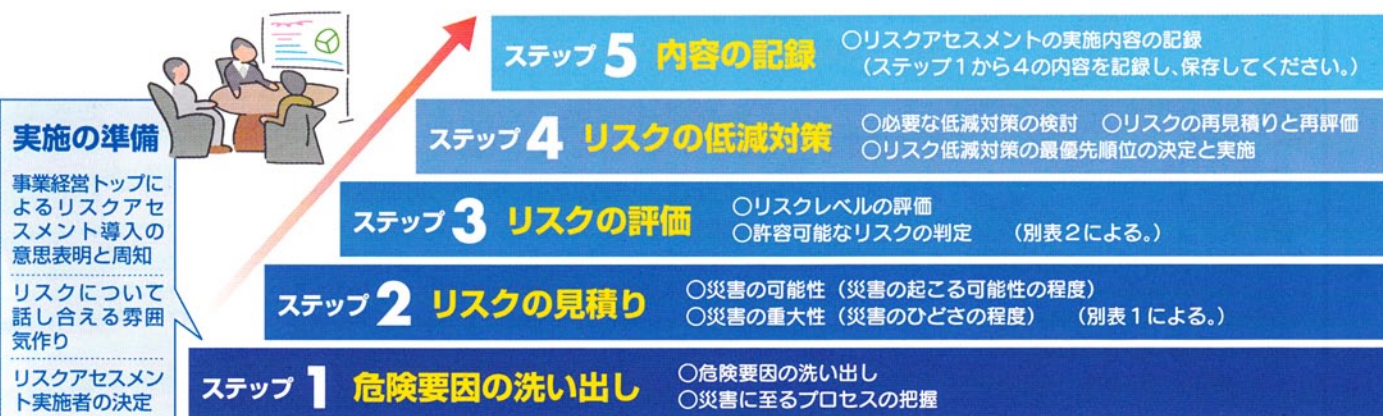 実施の準備
事業経営トップに
よるリスクアセ
スメント導入の
意思表明と周知
リスクについて
話し合える雰囲
気作り
リスクアセスメン
ト実施者の決定
ステップ 5 内容の記録
○リスクアセスメントの実施内容の記録
(ステップ1から4の内容を記録し、保存してください。)
ステップ 4 リスクの低減対策
○必要な低減対策の検討 ○リスクの再見積りと再評価
○リスク低減対策の最優先順位の決定と実施
ステップ 3 リスクの評価
○リスクレベルの評価
○許容可能なリスクの判定 (別表2による。)
ステップ 2 リスクの見積り
○災害の可能性(災害の起こる可能性の程度)
○災害の重大性(災害のひどさの程度) (別表1による。)
ステップ 1 危険要因の洗い出し
○危険要因の洗い出し
○災害に至るプロセスの把握